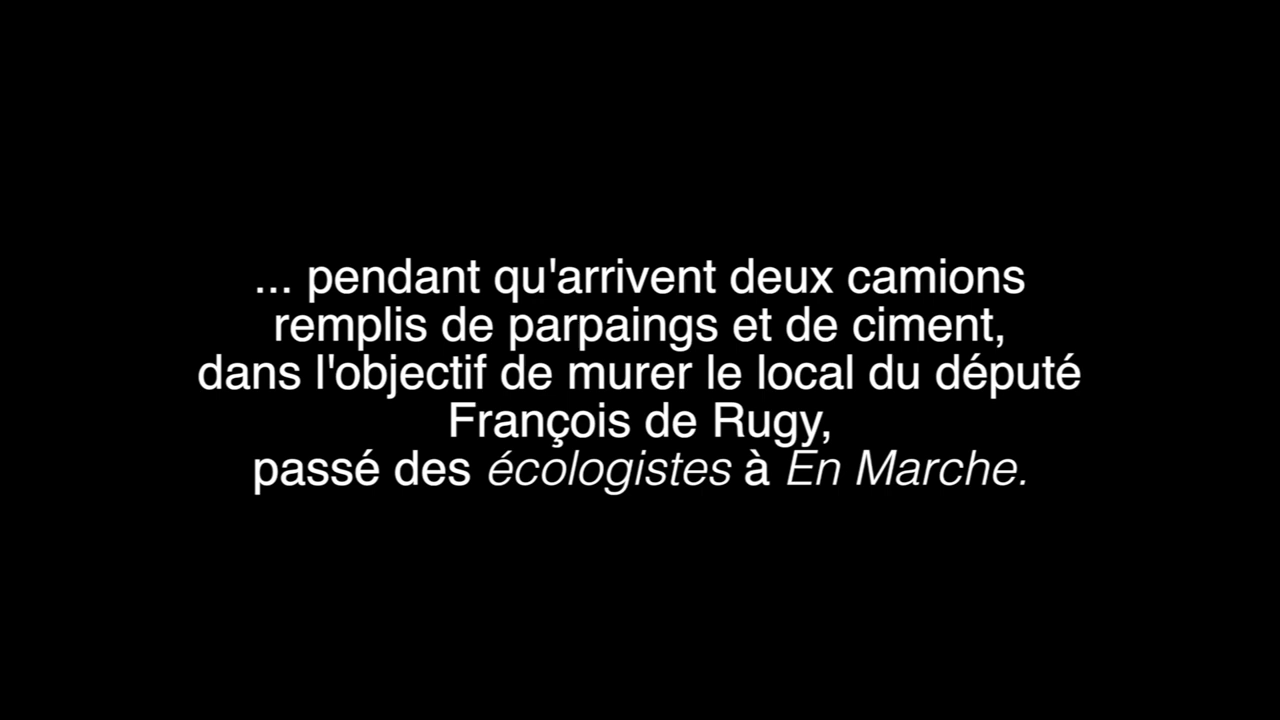 ... pendant qu'arrivent deux camions
remplis de parpaings et de ciment,
dans l'objectif de murer le local du député
François de Rugy,
passé des écologistes à En Marche.